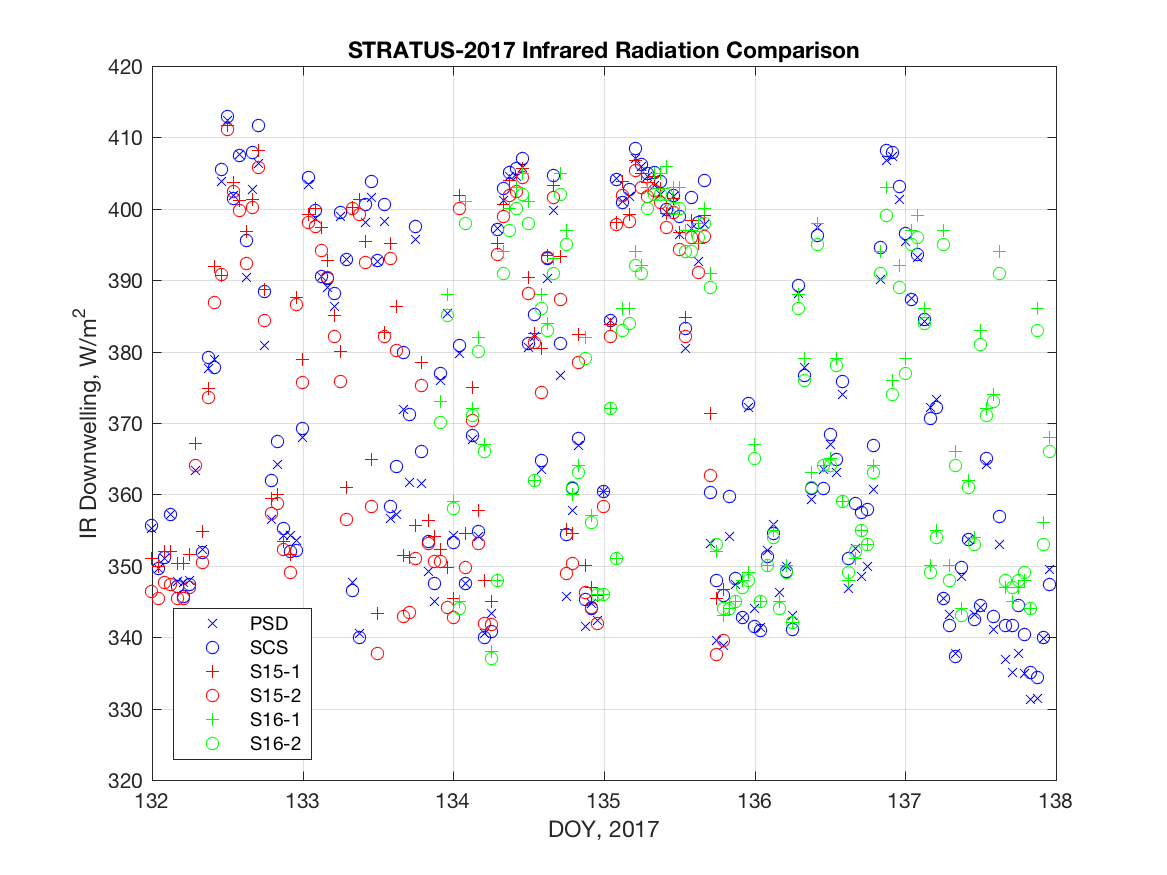 STRATUS-2017 Infrared Radiation Comparison
420
410
400
390
380
370
360
350
340
330
320
IR Downwelling, W/m²
PSD
SCS
S15-1
S15-2
S16-1
S16-2
132
133
134
135
136
137
138
DOY, 2017